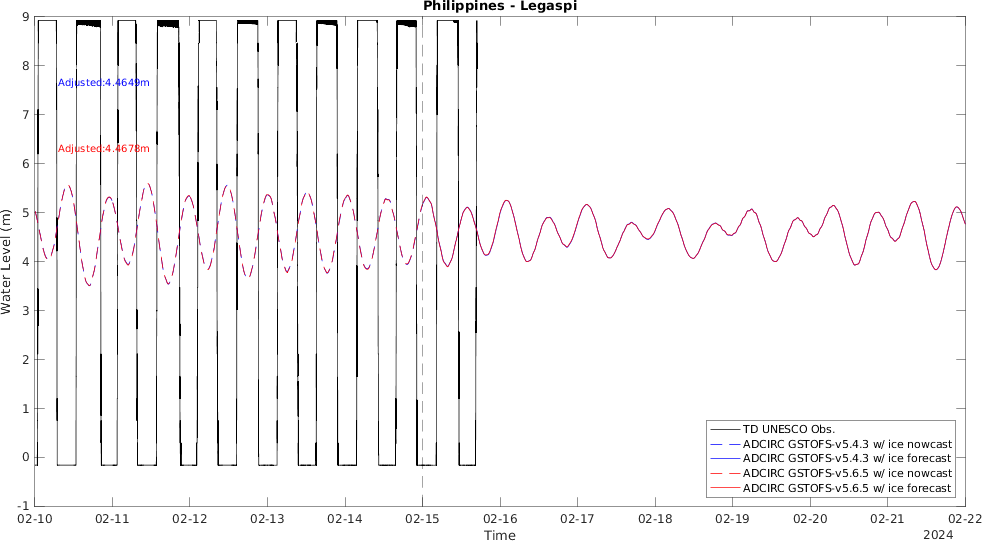 Philippines - Legaspi
Water Level (m)
9
8
7
6
5
4
3
2
1
0
-1
Adjusted:4.4649m
Adjusted:4.4678m
TD UNESCO Obs.
ADCIRC GSTOFS-v5.4.3 w/ ice nowcast
ADCIRC GSTOFS-v5.4.3 w/ ice forecast
ADCIRC GSTOFS-v5.6.5 w/ ice nowcast
ADCIRC GSTOFS-v5.6.5 w/ ice forecast
02-10 02-11 02-12 02-13 02-14 02-15 02-16 02-17 02-18 02-19 02-20 02-21 02-22
Time
2024